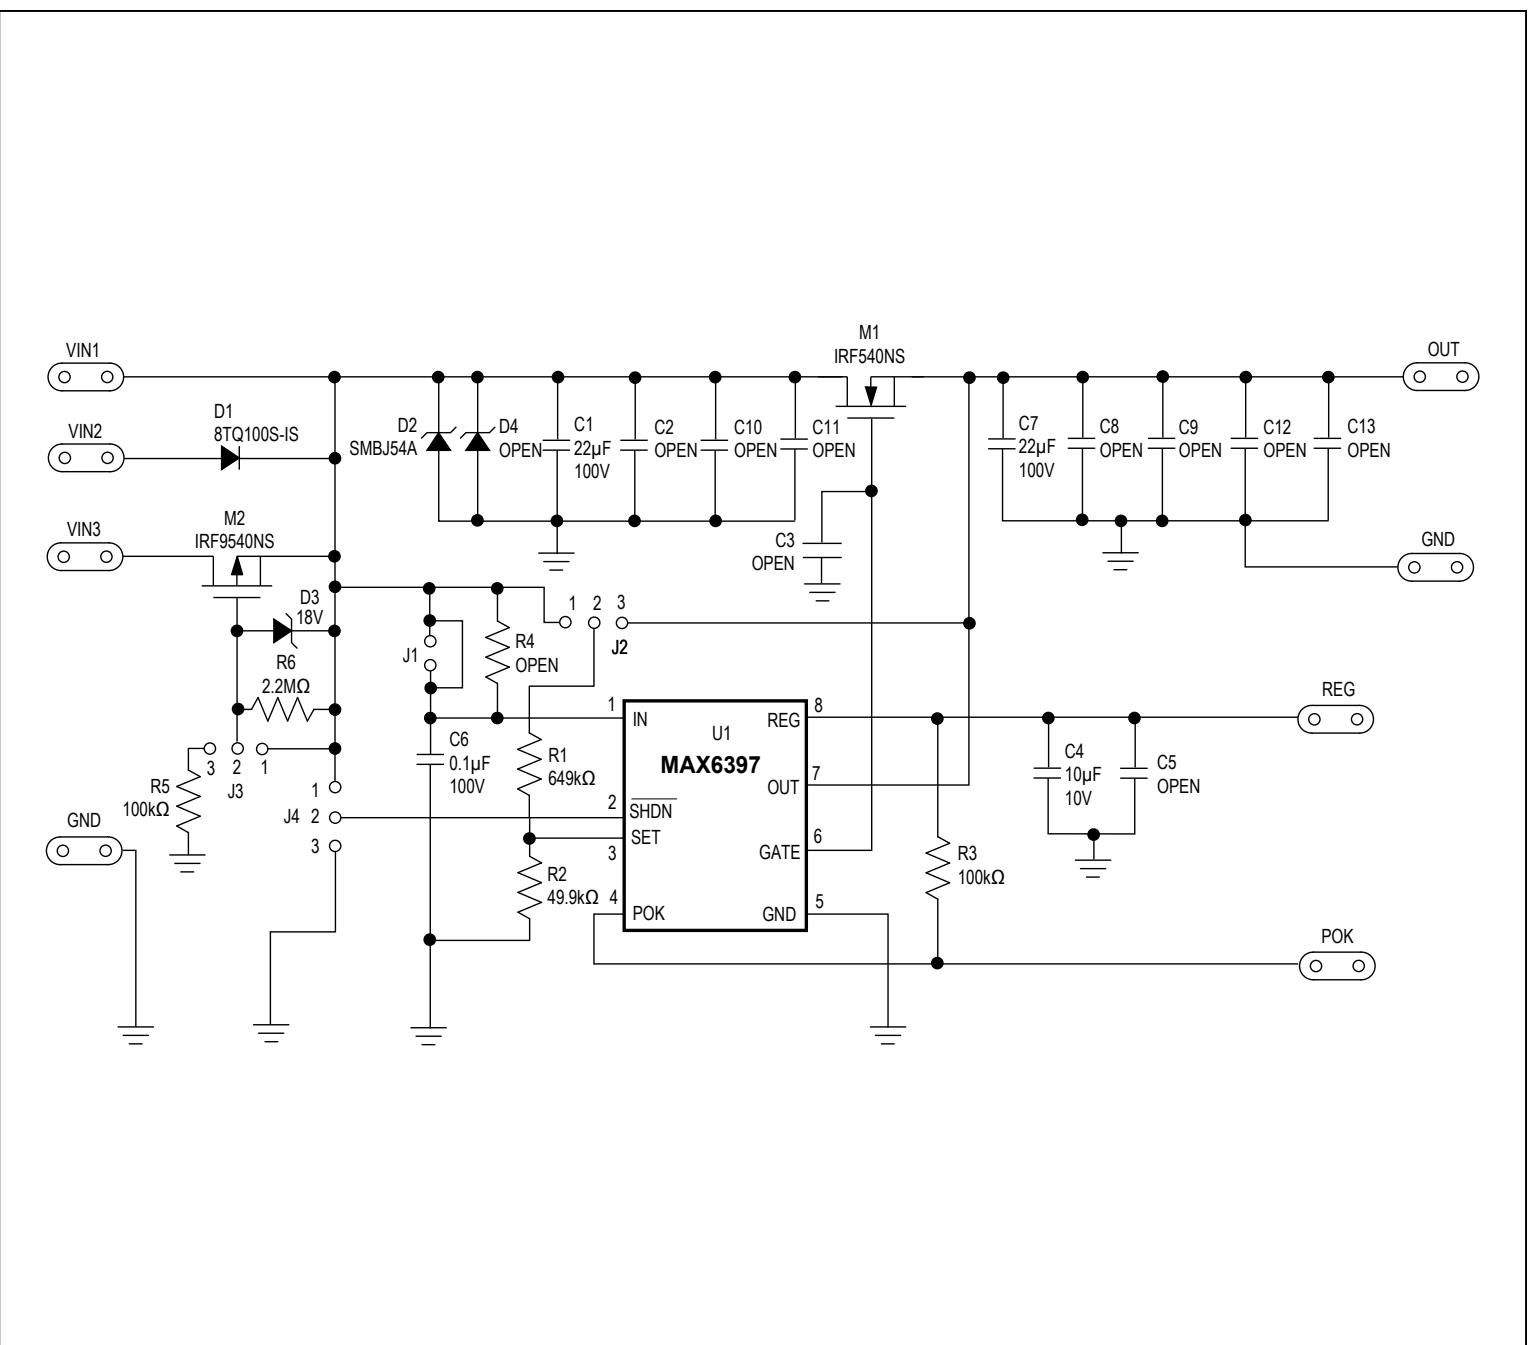 M1
IRF540NS
VIN1
OUT
D1
8TQ100S-IS
VIN2
D2
SMBJ54A
D4
OPEN
C1
22µF
100V
C2
OPEN
C10
OPEN
C11
OPEN
C7
22µF
100V
C8
OPEN
C9
OPEN
C12
OPEN
C13
OPEN
M2
IRF9540NS
VIN3
C3
OPEN
GND
D3
18V
1 2 3
J2
J1
R4
OPEN
R6
2.2MΩ
3 2 1
J3
R5
100kΩ
1
J4 2
3
GND
C6
0.1µF
100V
R1
649kΩ
R2
49.9kΩ
1 IN
2 SHDN
SET
3
4 POK
U1
MAX6397
REG 8
OUT 7
GATE 6
GND 5
REG
C4
10µF
10V
C5
OPEN
R3
100kΩ
POK